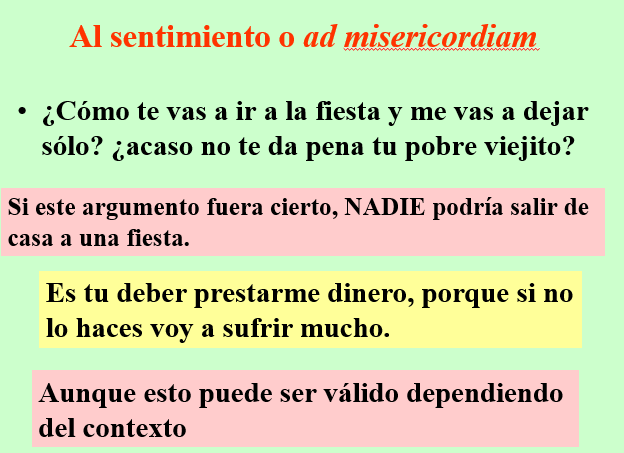 Al sentimiento o ad misericordiam
• ¿Cómo te vas a ir a la fiesta y me vas a dejar
sólo? ¿acaso no te da pena tu pobre viejito?
Si este argumento fuera cierto, NADIE podría salir de
casa a una fiesta.
Es tu deber prestarme dinero, porque si no
lo haces voy a sufrir mucho.
Aunque esto puede ser válido dependiendo
del contexto